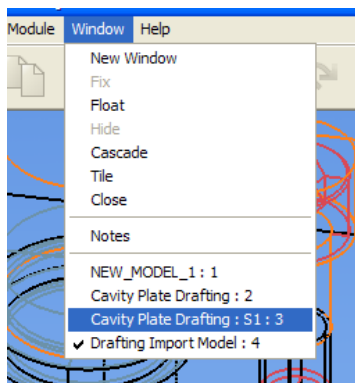 Module Window Help
New Window
Fix
Float
Hide
Cascade
Tile
Close
Notes
NEW_MODEL_1 : 1
Cavity Plate Drafting : 2
Cavity Plate Drafting : S1 : 3
Drafting Import Model : 4